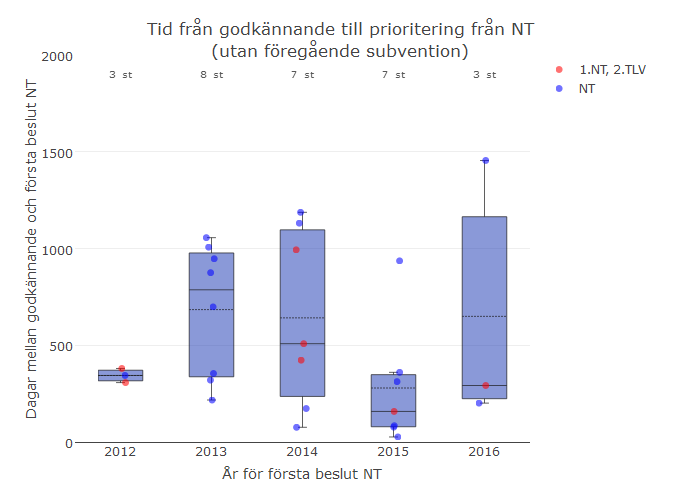 Tid från godkännande till prioritering från NT
(utan föregående subvention)
2000
3 st
8 st
7 st
7 st
3 st
1.NT, 2.TLV
NT
1500
1000
500
0
Dagar mellan godkännande och första beslut NT
2012
2013
2014
2015
2016
År för första beslut NT